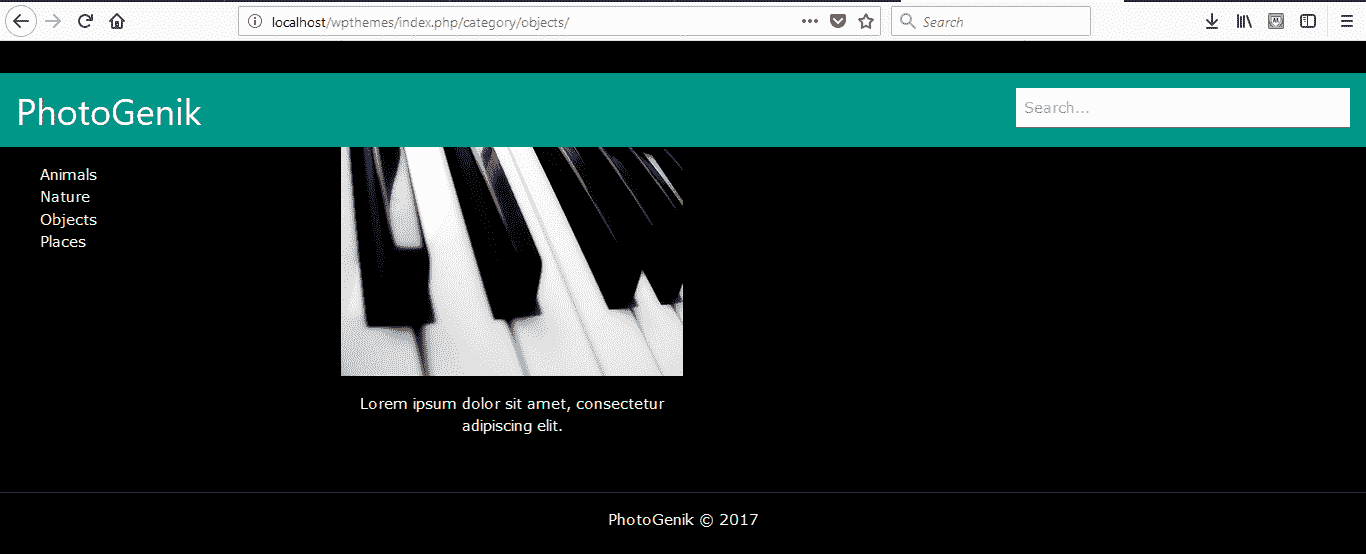 localhost/wpthemes/index.php/category/objects/
Search
PhotoGenik
Search...
Animals
Nature
Objects
Places
Lorem ipsum dolor sit amet, consectetur
adipiscing elit.
PhotoGenik © 2017